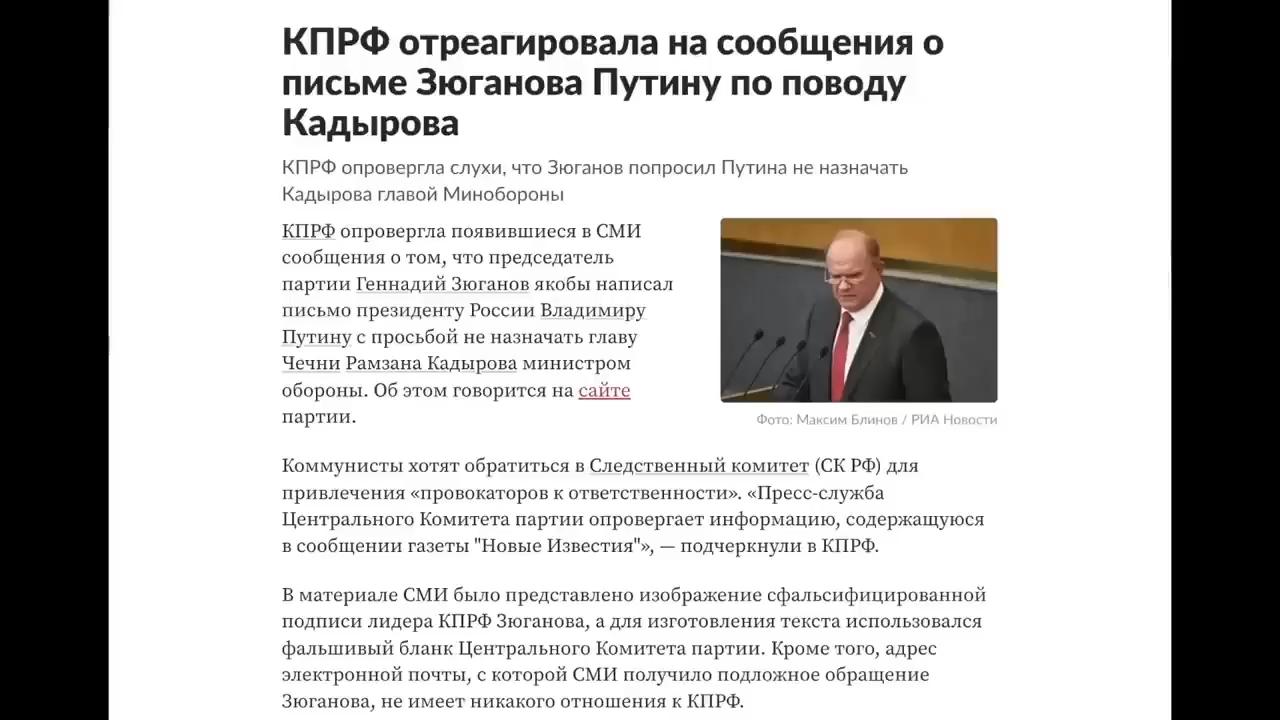 КПРФ отреагировала на сообщения о
письме Зюганова Путину по поводу
Кадырова
КПРФ опровергла слухи, что Зюганов попросил Путина не назначать
Кадырова главой Минобороны
КПРФ опровергла появившиеся в СМИ
сообщения о том, что председатель
партии Геннадий Зюганов якобы написал
письмо президенту России Владимиру
Путину с просьбой не назначать главу
Чечни Рамзана Кадырова министром
обороны. Об этом говорится на сайте
партии.
Фото: Максим Блинов / РИА Новости
Коммунисты хотят обратиться в Следственный комитет (СК РФ) для
привлечения «провокаторов к ответственности». «Пресс-служба
Центрального Комитета партии опровергает информацию, содержащуюся
в сообщении газеты "Новые Известия"», — подчеркнули в КПРФ.
В материале СМИ было представлено изображение сфальсифицированной
подписи лидера КПРФ Зюганова, а для изготовления текста использовался
фальшивый бланк Центрального Комитета партии. Кроме того, адрес
электронной почты, с которой СМИ получило подложное обращение
Зюганова, не имеет никакого отношения к КПРФ.